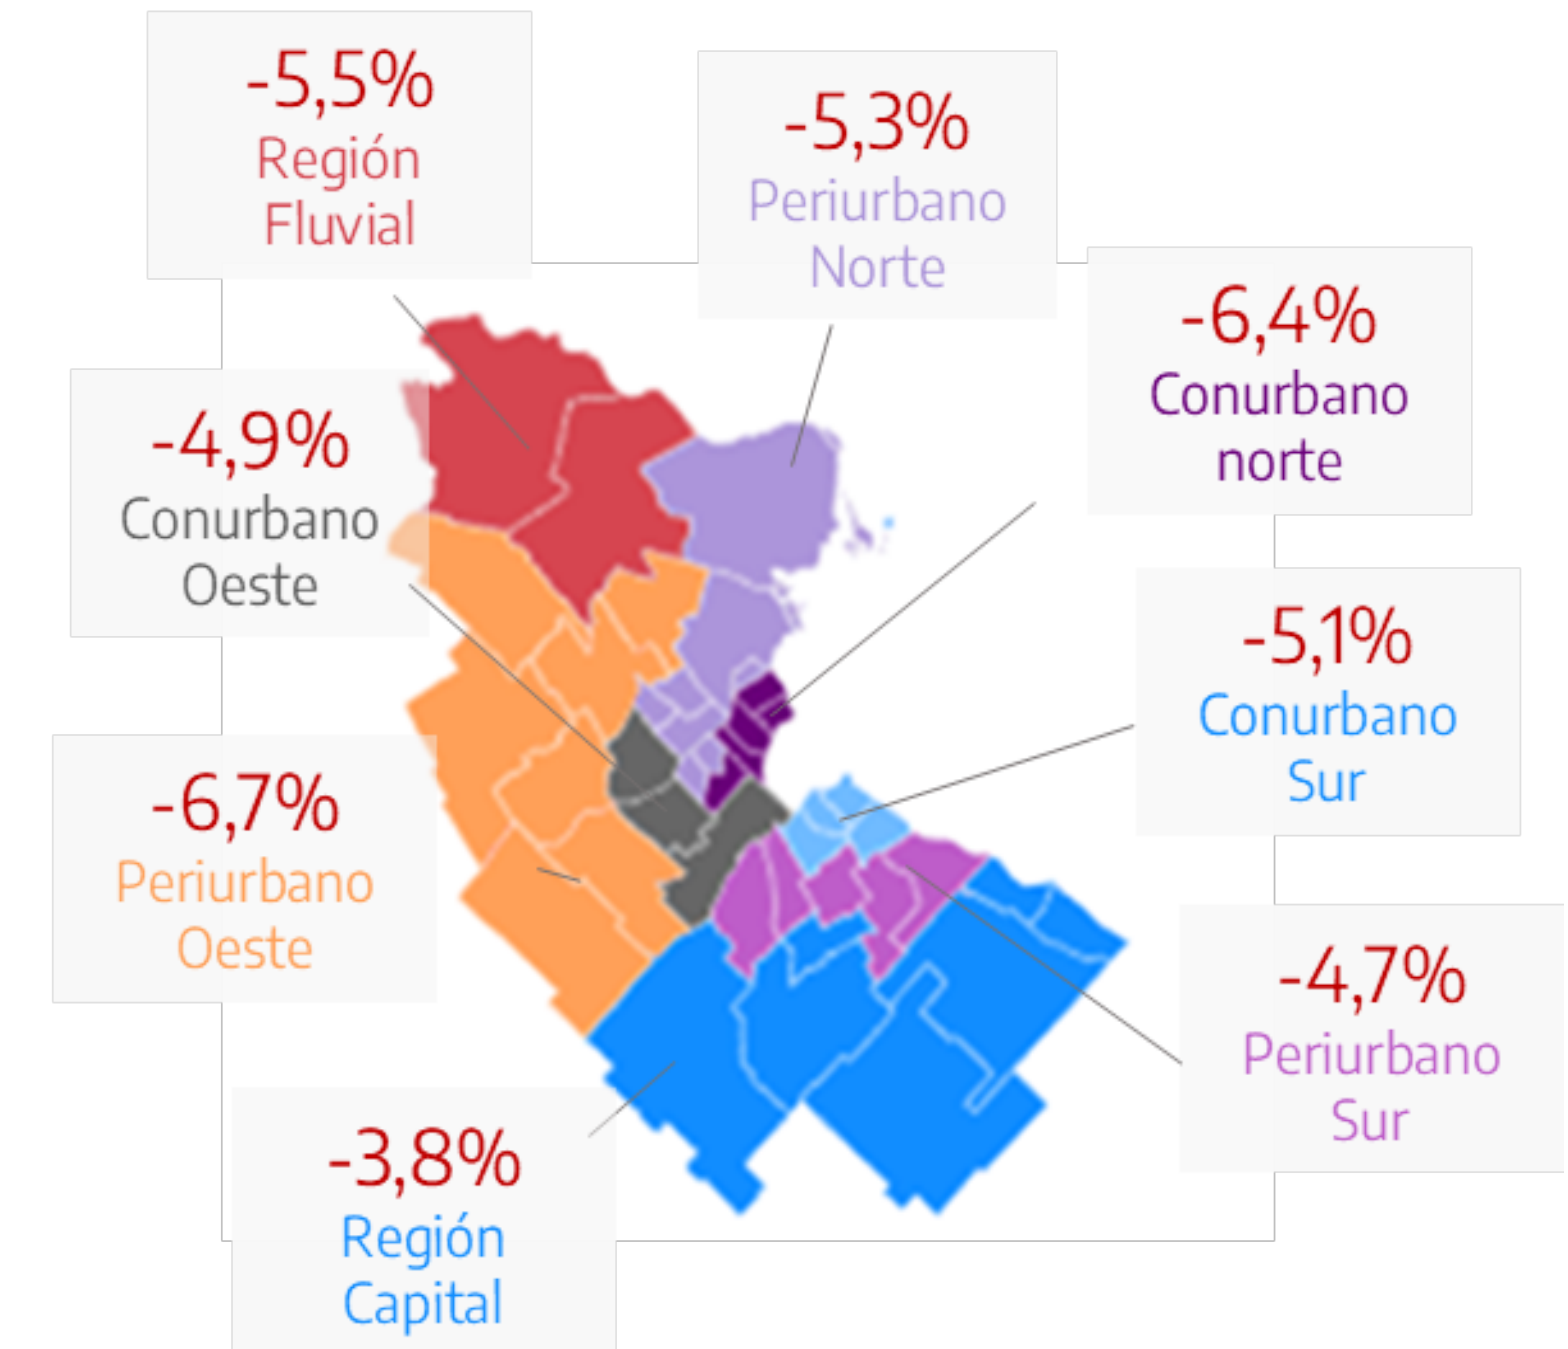 -5,5%
Región
Fluvial
-5,3%
Periurbano
Norte
-6,4%
Conurbano
norte
-4,9%
Conurbano
Oeste
-5,1%
Conurbano
Sur
-6,7%
Periurbano
Oeste
-4,7%
Periurbano
Sur
-3,8%
Región
Capital